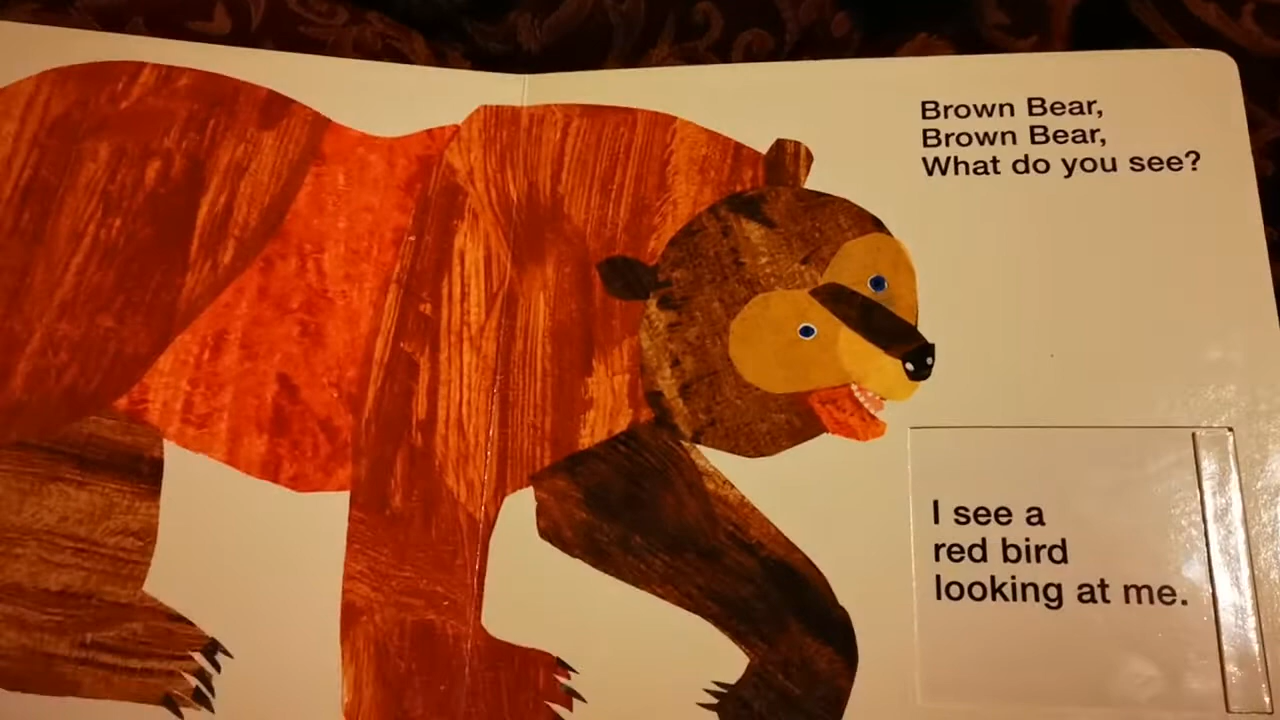 Brown Bear,
Brown Bear,
What do you see?
I see a
red bird
looking at me.